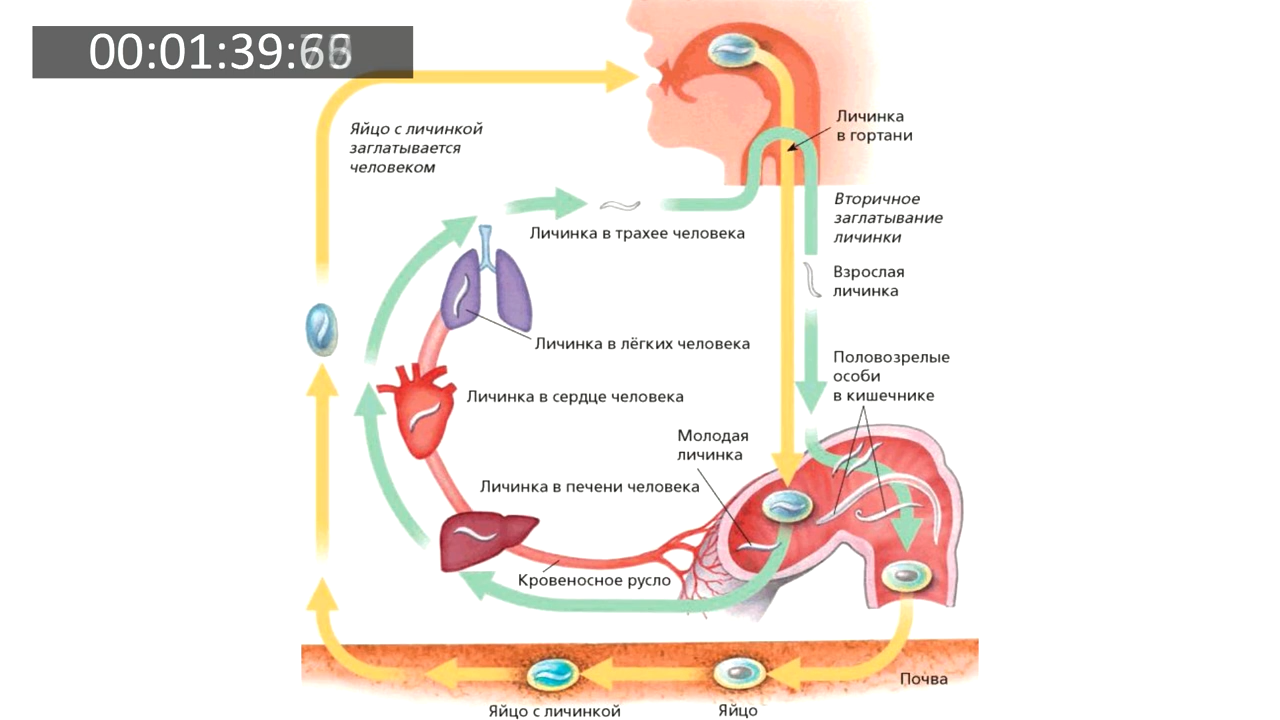 00:01:39:
Яйцо с личинкой
заглатывается
человеком
Личинка
в гортани
Вторичное
заглатывание
личинки
Личинка в трахее человека
Взрослая
личинка
Личинка в лёгких человека
Половозрелые
особи
в кишечнике
Личинка в сердце человека
Молодая
личинка
Личинка в печени человека
Кровеносное русло
Почва
Яйцо с личинкой
Яйцо